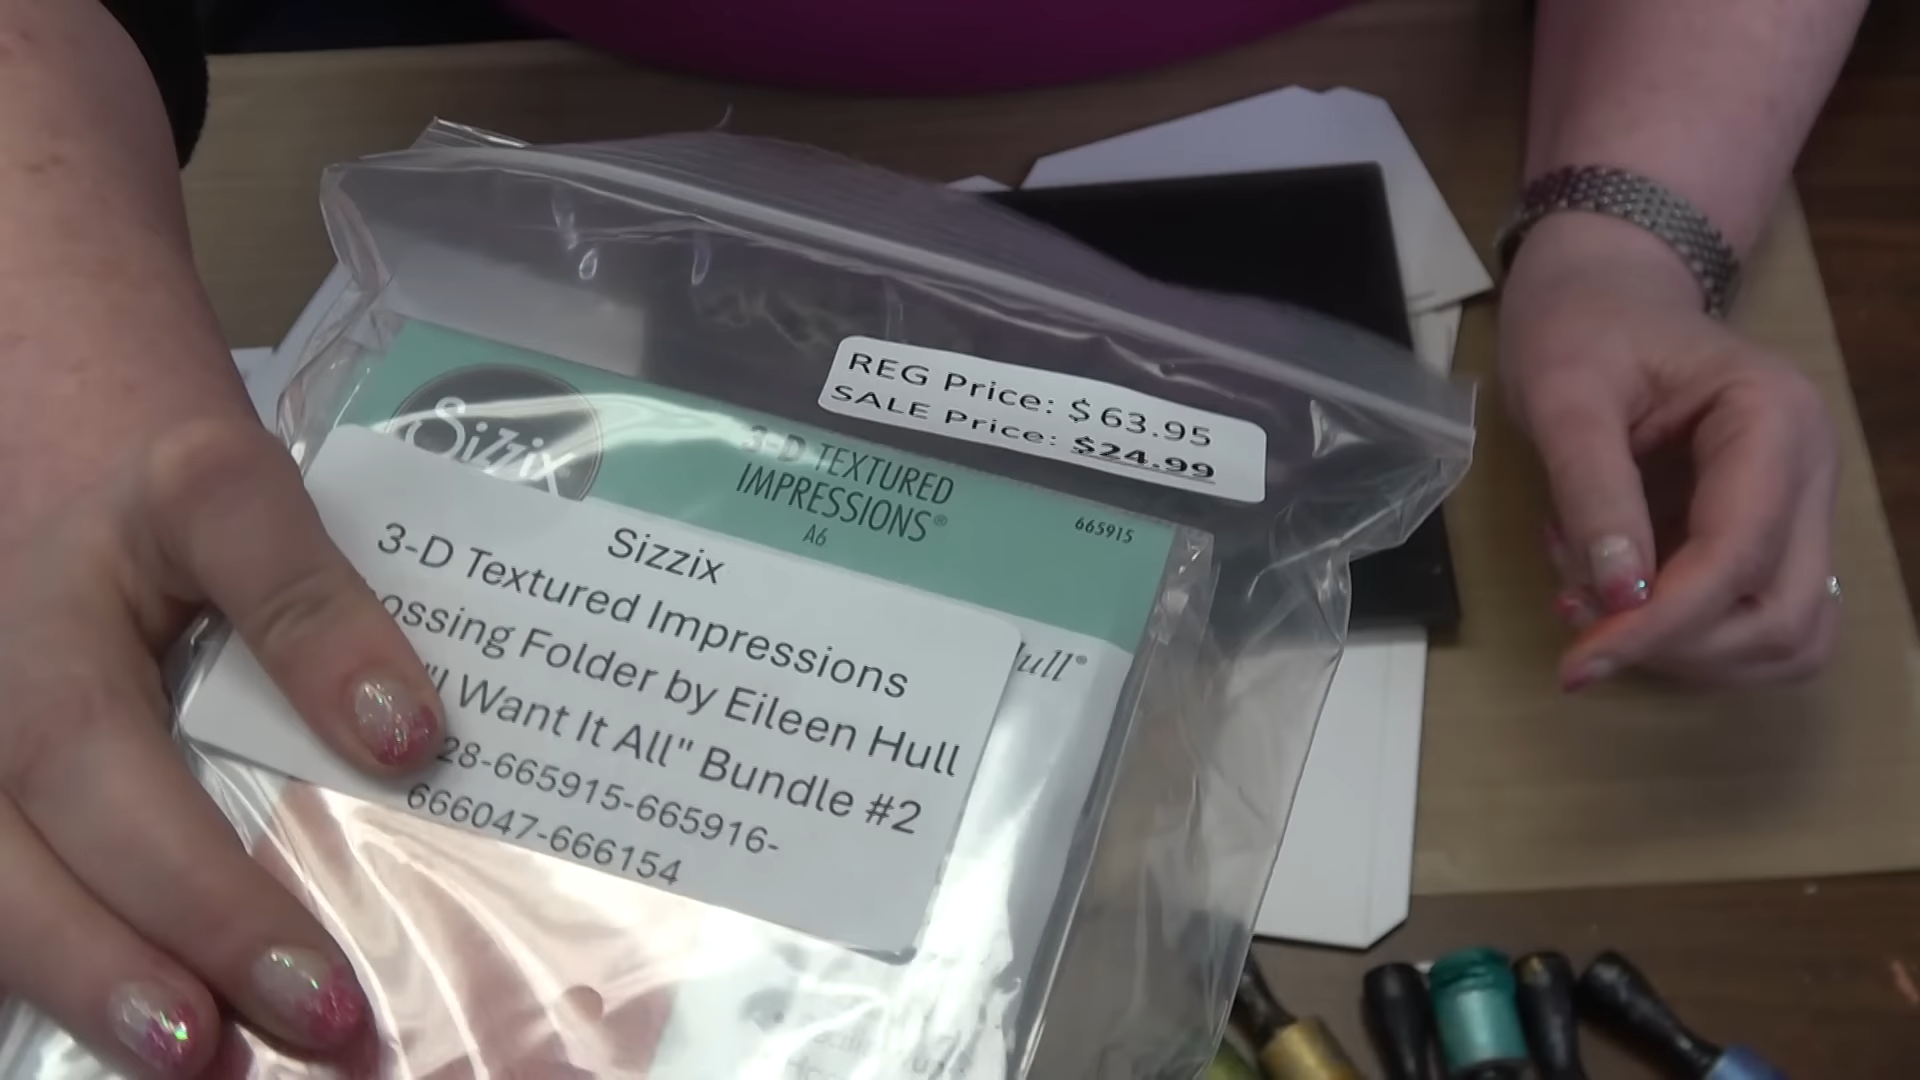 REG Price: $63.95
SALE Price: $24.99
Sizzix
3-D TEXTURED
IMPRESSIONS®
A6
665915
Sizzix
3-D Textured Impressions
ossing Folder by Eileen Hull
"I Want It All" Bundle #2
28-665915-665916-
666047-666154
ull®